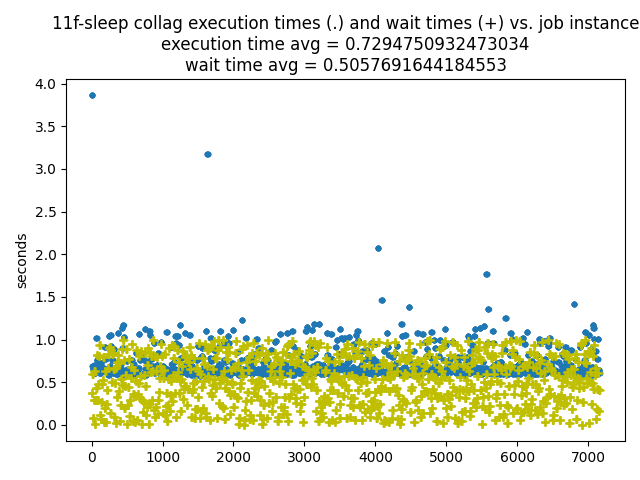 11f-sleep collag execution times (.) and wait times (+) vs. job instance
execution time avg = 0.7294750932473034
wait time avg = 0.5057691644184553
4.0
3.5
3.0
2.5
2.0
1.5
1.0
0.5
0.0
seconds
0 1000 2000 3000 4000 5000 6000 7000